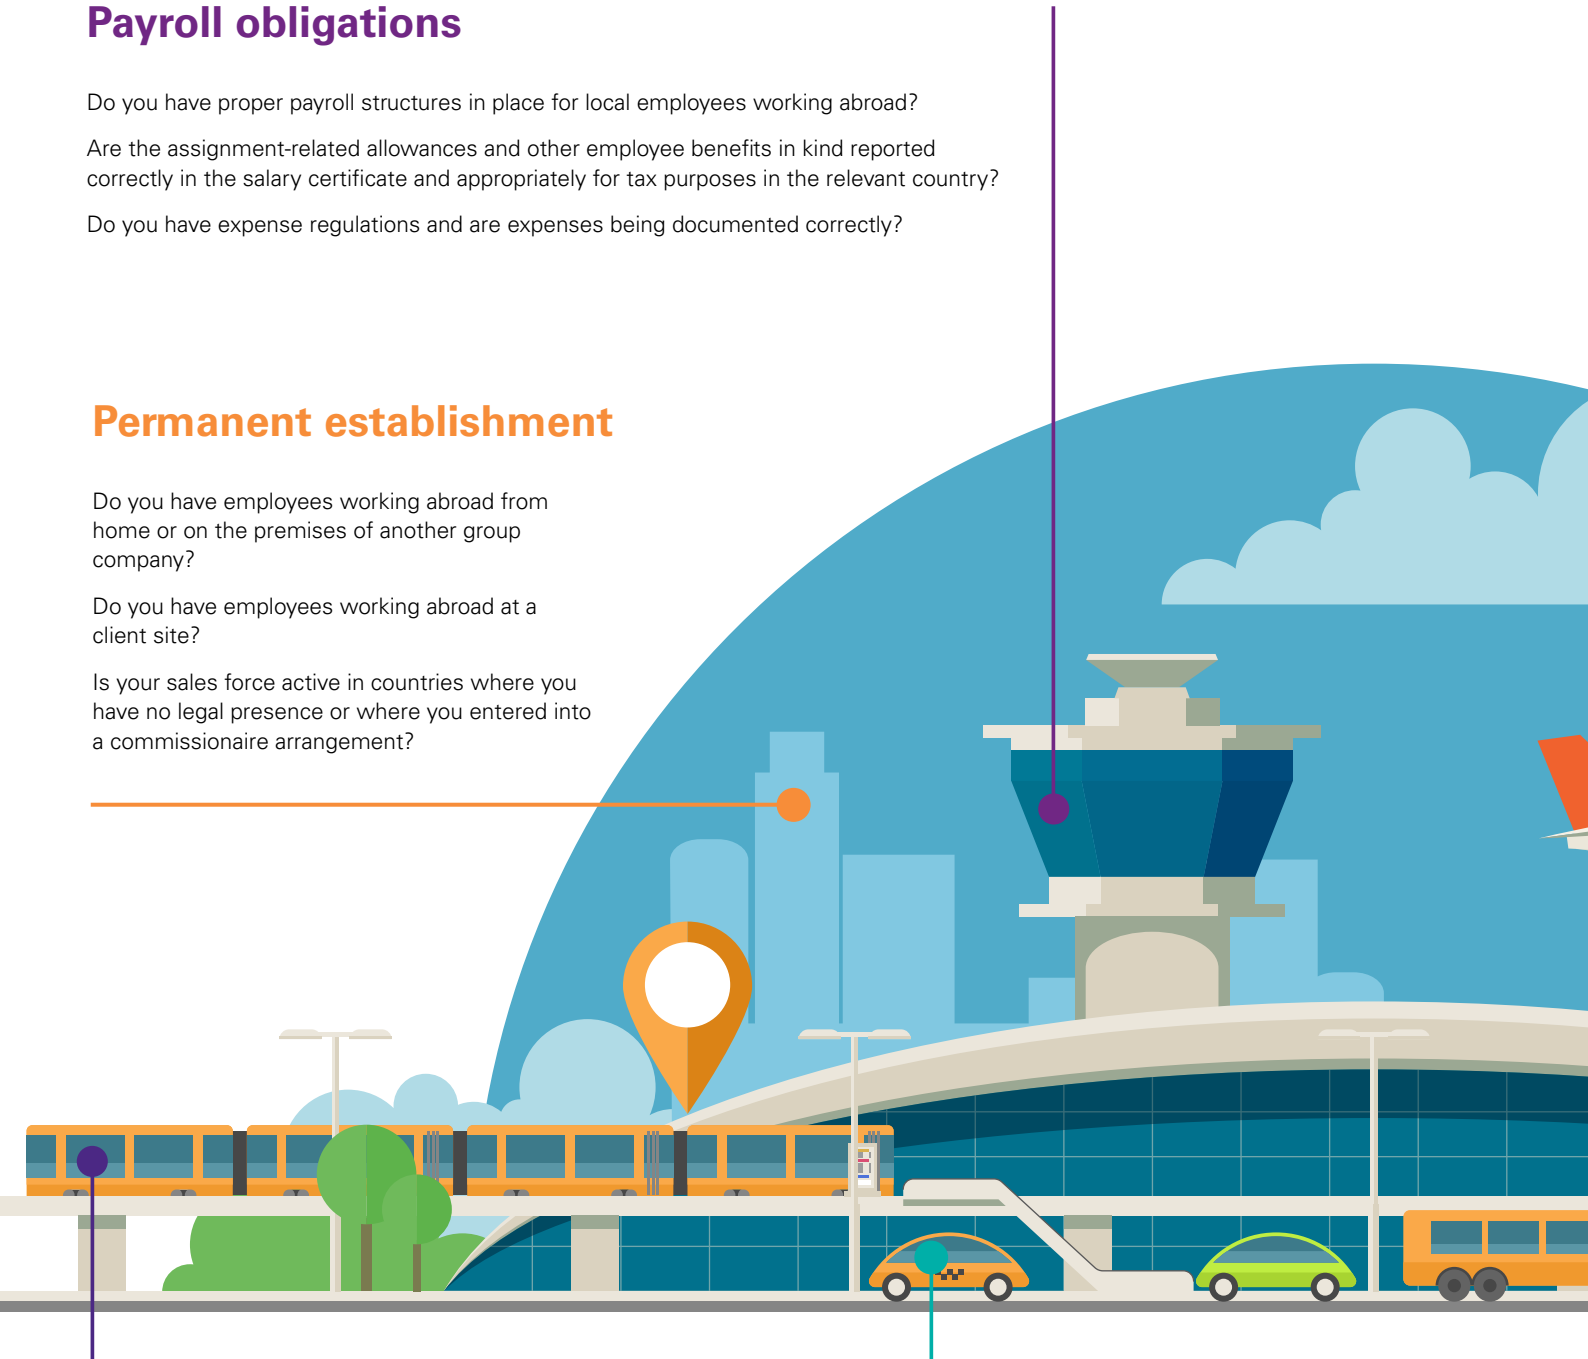 Payroll obligations
Do you have proper payroll structures in place for local employees working abroad?
Are the assignment-related allowances and other employee benefits in kind reported
correctly in the salary certificate and appropriately for tax purposes in the relevant country?
Do you have expense regulations and are expenses being documented correctly?
Permanent establishment
Do you have employees working abroad from
home or on the premises of another group
company?
Do you have employees working abroad at a
client site?
Is your sales force active in countries where you
have no legal presence or where you entered into
a commissionaire arrangement?